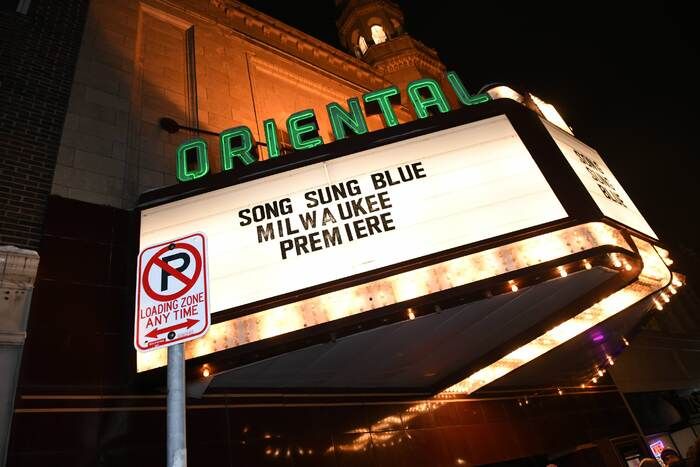 ORIENTAL
SONG SUNG BLUE
MILWAUKEE
PREMIERE
SONG
SUNG
BLUE
P
LOADING ZONE
ANY TIME